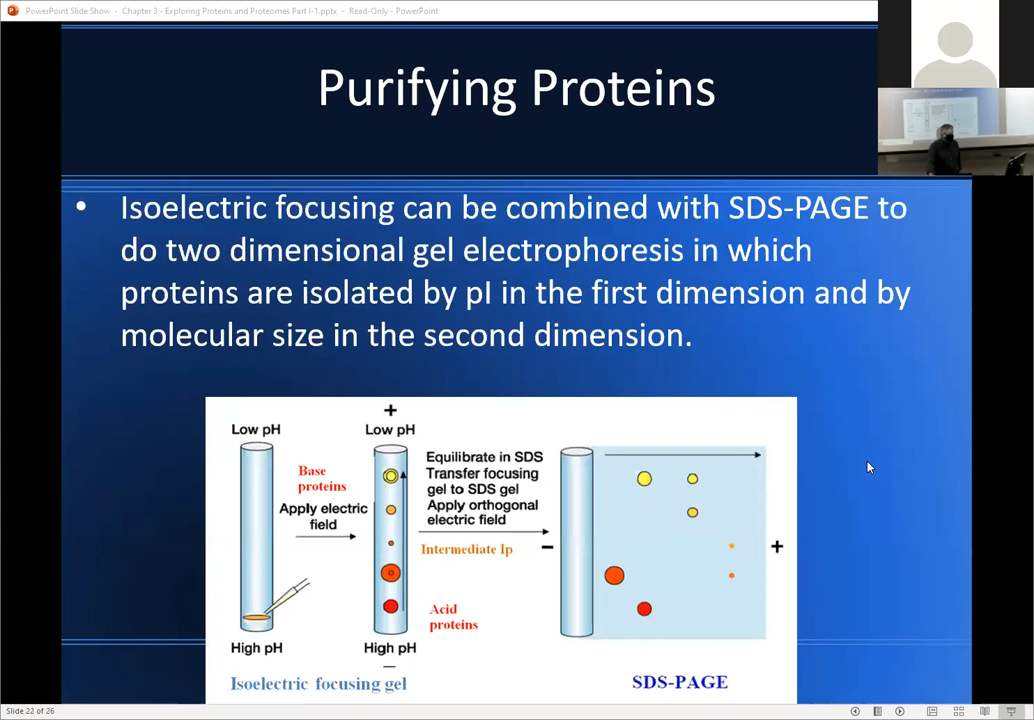 PowerPoint Slide Show - Chapter 3 - Exploring Proteins and Proteomes Part I-1.pptx - Read-Only - PowerPoint
Purifying Proteins
• Isoelectric focusing can be combined with SDS-PAGE to
do two dimensional gel electrophoresis in which
proteins are isolated by pI in the first dimension and by
molecular size in the second dimension.
+
Low pH
Low pH
Base
proteins
Apply electric
field
High pH
High pH
–
Isoelectric focusing gel
Equilibrate in SDS
Transfer focusing
gel to SDS gel
Apply orthogonal
electric field
Intermediate Ip
Acid
proteins
–
+
SDS-PAGE
Slide 22 of 26